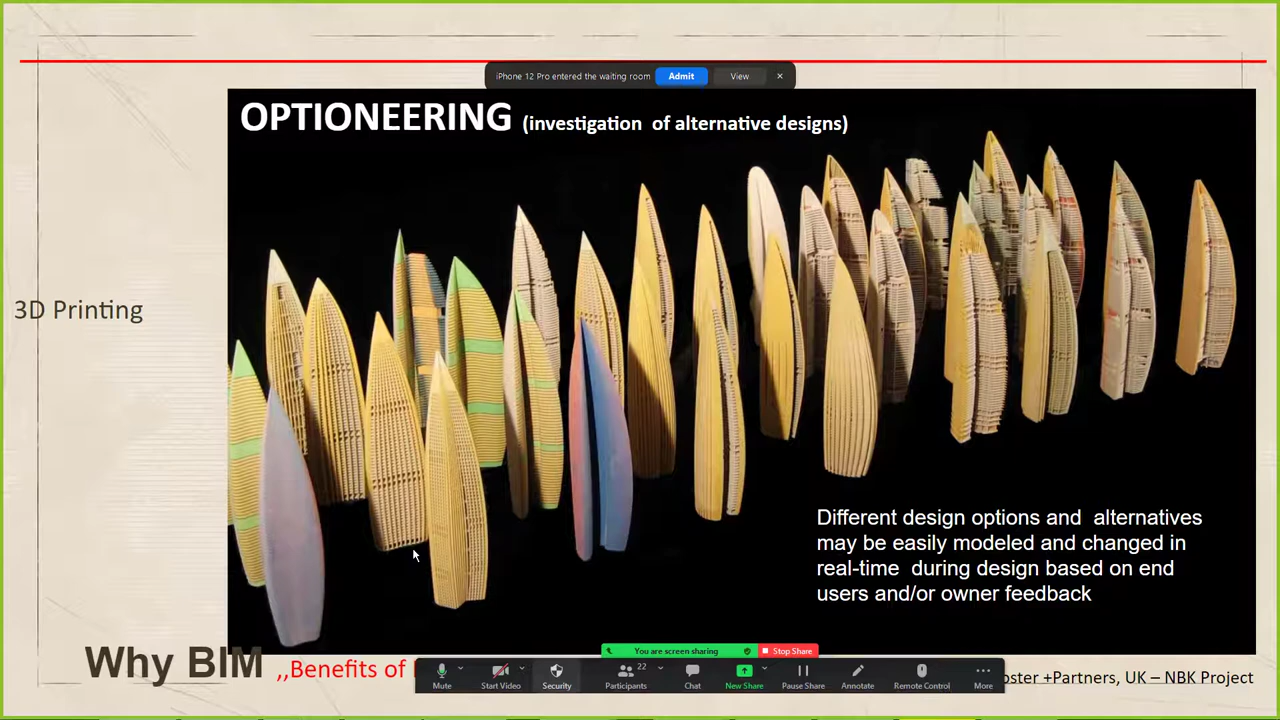 iPhone 12 Pro entered the waiting room Admit View
OPTIONEERING (investigation of alternative designs)
3D Printing
Different design options and alternatives
may be easily modeled and changed in
real-time during design based on end
users and/or owner feedback
You are screen sharing Stop Share
Why BIM ,,Benefits of
+Partners, UK – NBK Project
22
Mute Start Video Security Participants Chat New Share Pause Share Annotate Remote Control More